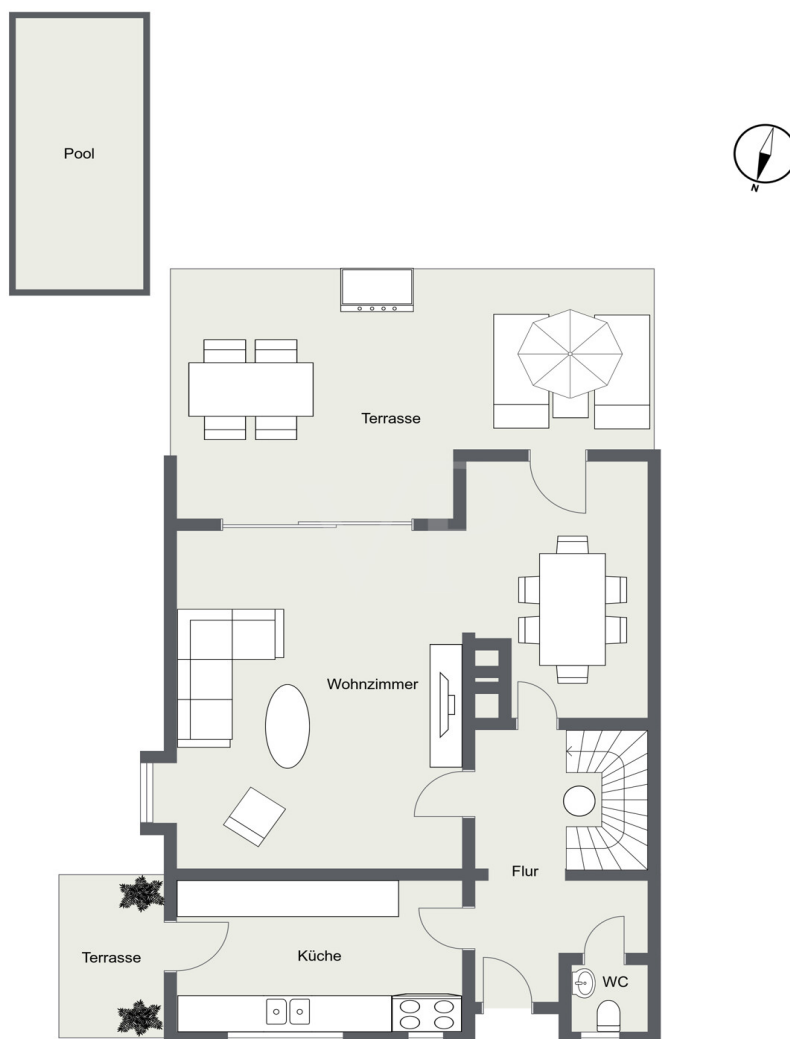 Pool
N
Terrasse
Wohnzimmer
Flur
Terrasse
Küche
WC